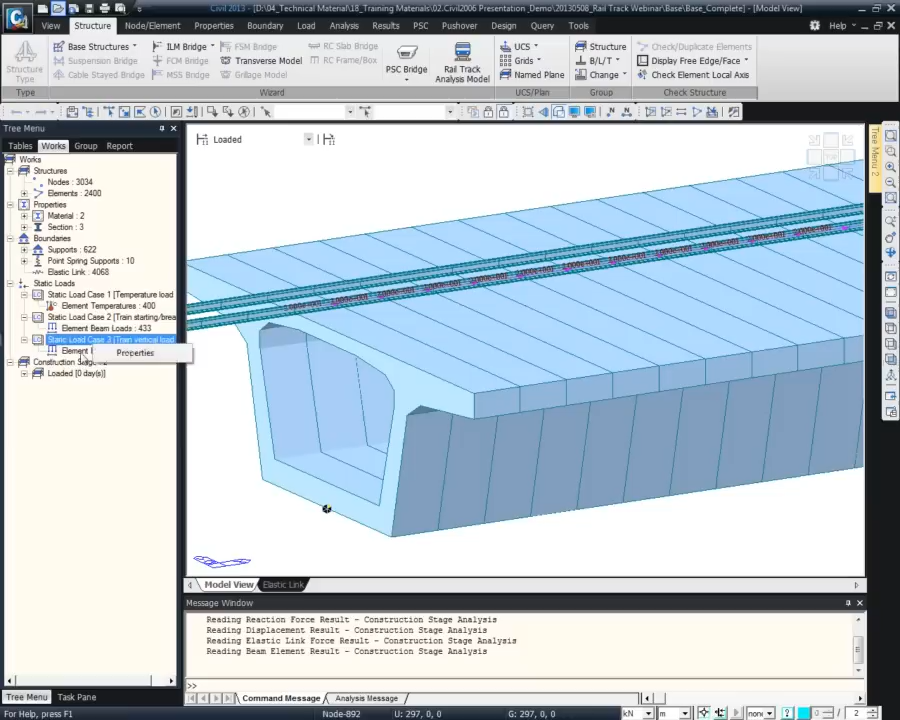 Civil 2013 - [D:\04_Technical Material\18_Training Materials\02.Civil2006 Presentation_Demo\20130508_Rail Track Webinar\Base\Base_Complete] - [Model View]
View Structure Node/Element Properties Boundary Load Analysis Results PSC Pushover Design Query Tools Help
Structure Type
Type
Base Structures
Suspension Bridge
Cable Stayed Bridge
ILM Bridge
FCM Bridge
MSS Bridge
FSM Bridge
Transverse Model
Grillage Model
RC Slab Bridge
RC Frame/Box
PSC Bridge
Rail Track Analysis Model
Wizard
UCS
Grids
Named Plane
UCS/Plan
Structure
B/L/T
Change
Group
Check/Duplicate Elements
Display Free Edge/Face
Check Element Local Axis
Check Structure
Tree Menu
Tables Works Group Report
Works
Structures
Nodes : 3034
Elements : 2400
Properties
Material : 2
Section : 3
Boundaries
Supports : 622
Point Spring Supports : 10
Elastic Link : 4068
Static Loads
Static Load Case 1 [Temperature load
Element Temperatures : 400
Static Load Case 2 [Train starting/brea
Element Beam Loads : 433
Static Load Case 3 [Train vertical load
Element
Properties
Construction
Loaded [0 day(s)]
Loaded
TOP
Tree Menu 2
Model View Elastic Link
Message Window
Reading Reaction Force Result - Construction Stage Analysis
Reading Displacement Result - Construction Stage Analysis
Reading Elastic Link Force Result - Construction Stage Analysis
Reading Beam Element Result - Construction Stage Analysis
>>
Command Message Analysis Message
Tree Menu Task Pane
For Help, press F1 Node-892 U: 297, 0, 0 G: 297, 0, 0 kN m none 2